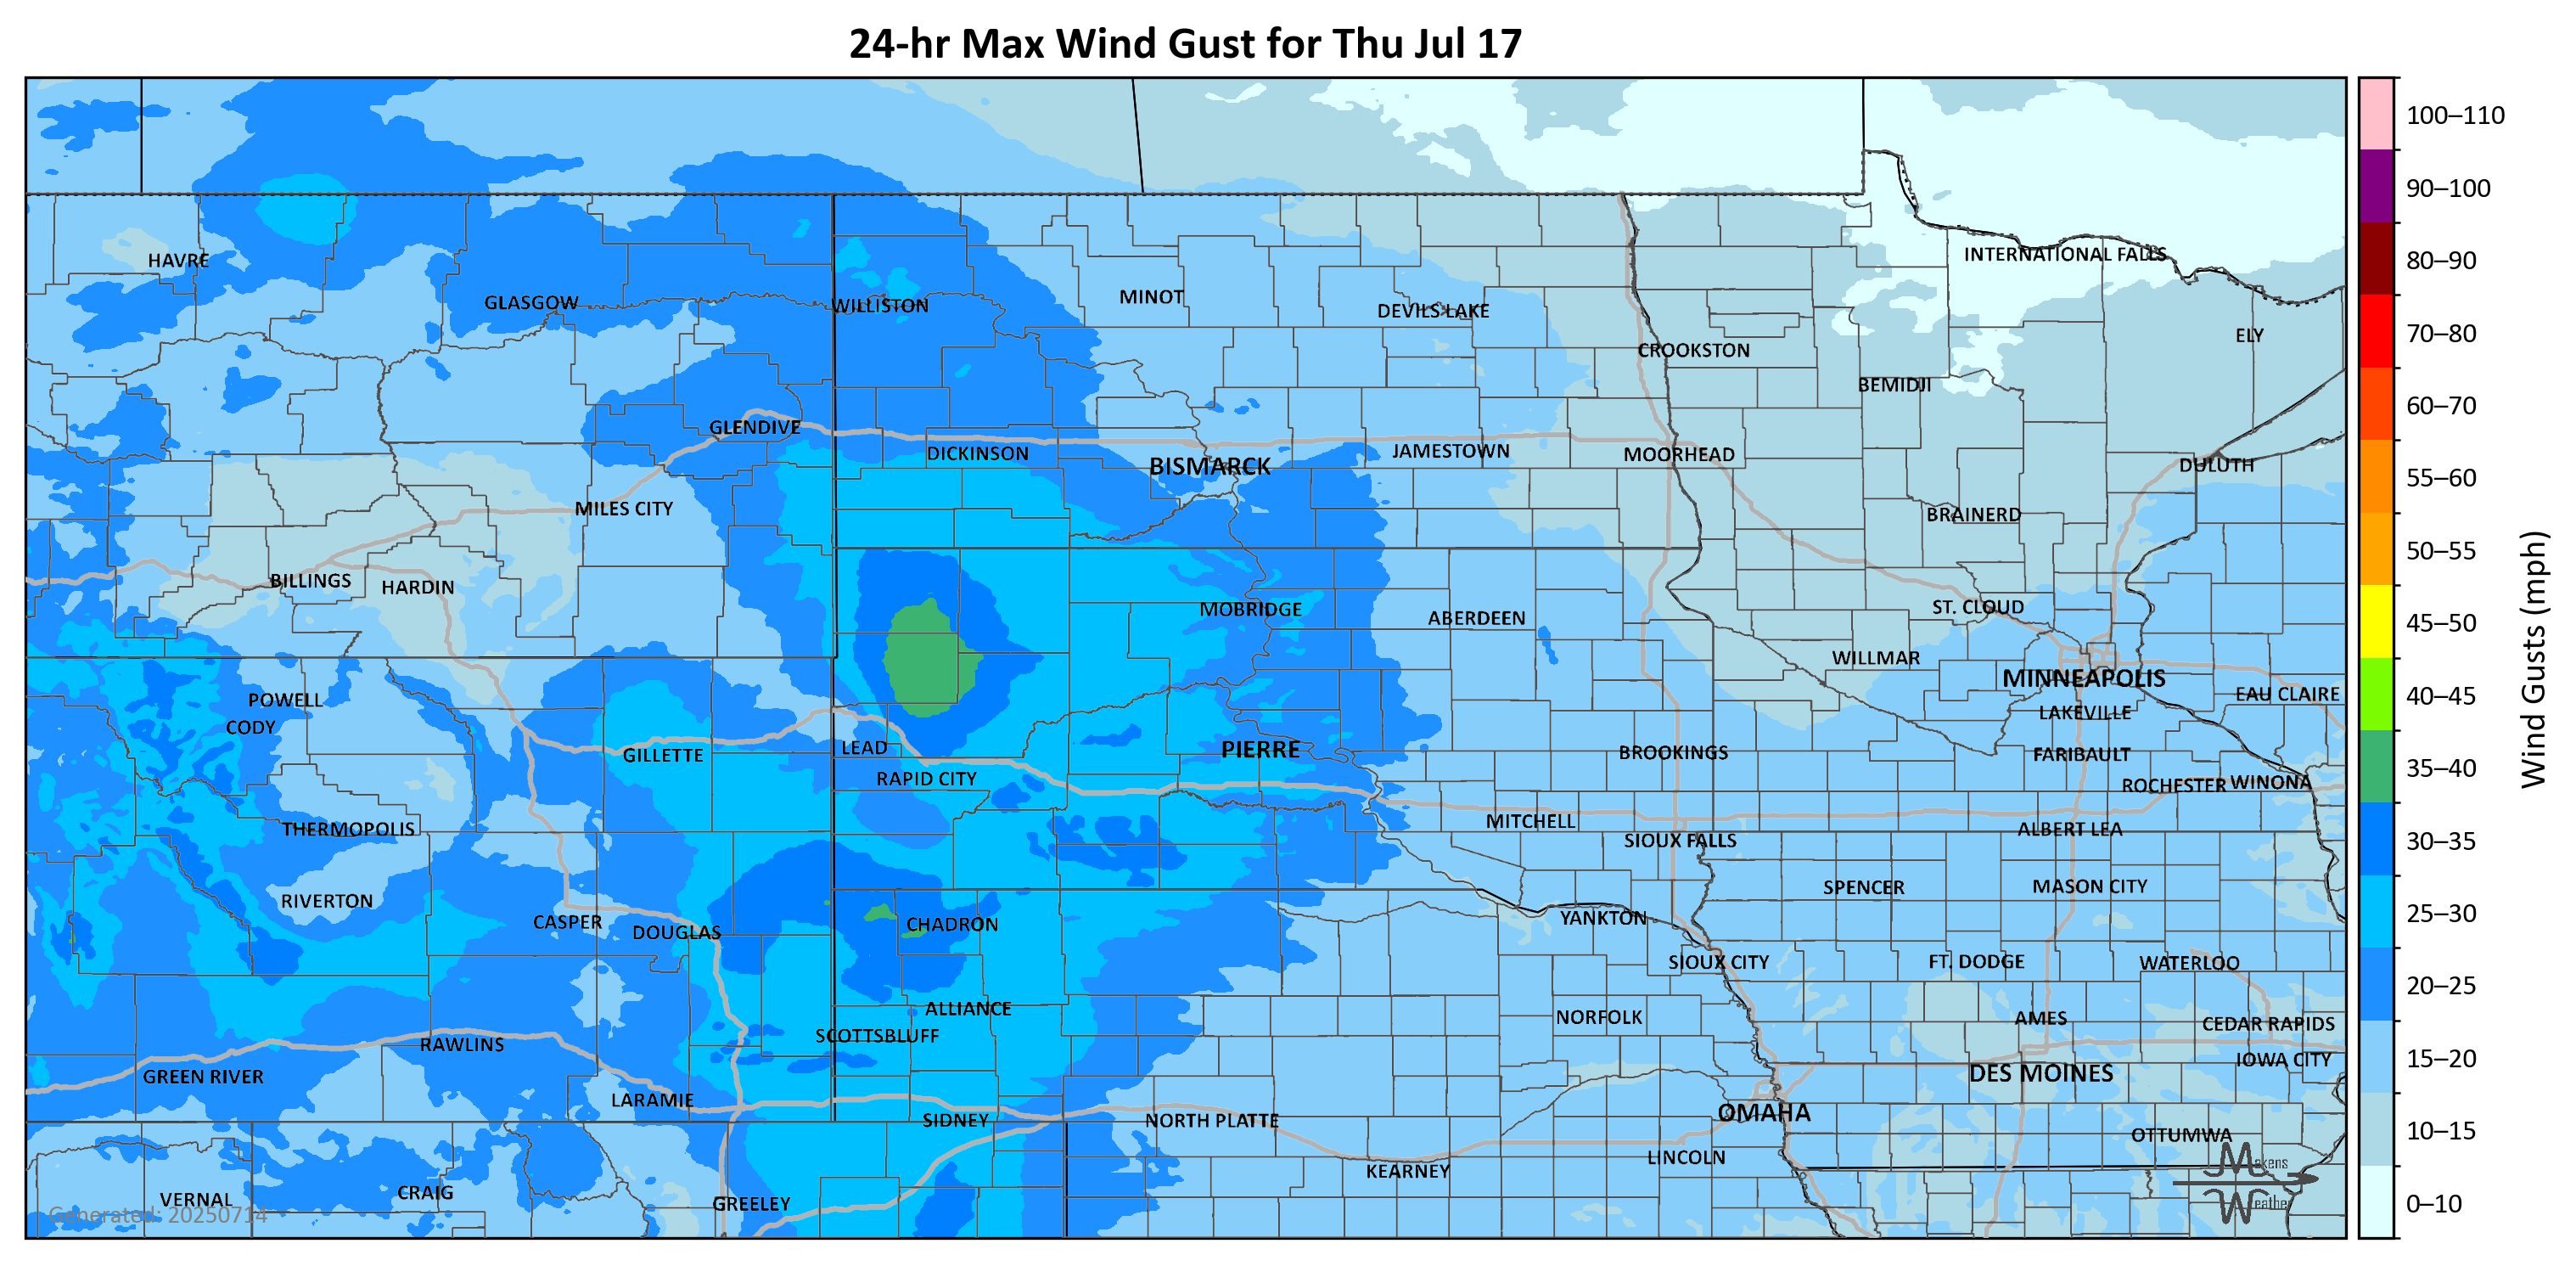 24-hr Max Wind Gust for Thu Jul 17
100–110
90–100
80–90
70–80
60–70
55–60
50–55
45–50
40–45
35–40
30–35
25–30
20–25
15–20
10–15
0–10
Wind Gusts (mph)
INTERNATIONAL FALLS
HAVRE
GLASGOW
WILLISTON
MINOT
DEVILS LAKE
ELY
CROOKSTON
BEMIDJI
GLENDIVE
DICKINSON
BISMARCK
JAMESTOWN
MOORHEAD
DULUTH
MILES CITY
BRAINERD
BILLINGS
HARDIN
MOBRIDGE
ABERDEEN
ST. CLOUD
WILLMAR
MINNEAPOLIS
POWELL
EAU CLAIRE
CODY
LAKEVILLE
GILLETTE
LEAD
PIERRE
BROOKINGS
FARIBAULT
RAPID CITY
ROCHESTER
WINONA
THERMOPOLIS
MITCHELL
ALBERT LEA
SIOUX FALLS
RIVERTON
SPENCER
MASON CITY
CASPER
DOUGLAS
CHADRON
YANKTON
SIOUX CITY
FT. DODGE
WATERLOO
ALLIANCE
NORFOLK
AMES
CEDAR RAPIDS
SCOTTSBLUFF
RAWLINS
IOWA CITY
GREEN RIVER
DES MOINES
LARAMIE
SIDNEY
NORTH PLATTE
OMAHA
OTTUMWA
KEARNEY
LINCOLN
VERNAL
CRAIG
GREELEY
Generated: 20250714
Makens
Weather